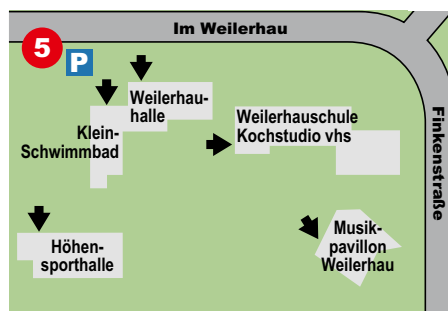 Im Weilerhau
5
P
Weilerhau-
halle
Klein-
Schwimmbad
Weilerhauschule
Kochstudio vhs
Finkenstraße
Höhen-
sporthalle
Musik-
pavillon
Weilerhau